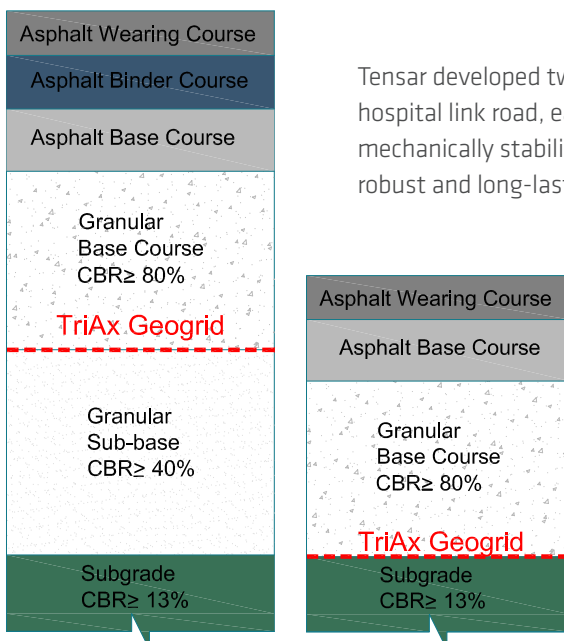 Asphalt Wearing Course
Asphalt Binder Course
Asphalt Base Course
Granular
Base Course
CBR≥ 80%
TriAx Geogrid
Granular
Sub-base
CBR≥ 40%
Subgrade
CBR≥ 13%
Tensar developed tw
hospital link road, e
mechanically stabili
robust and long-last
Asphalt Wearing Course
Asphalt Base Course
Granular
Base Course
CBR≥ 80%
TriAx Geogrid
Subgrade
CBR≥ 13%